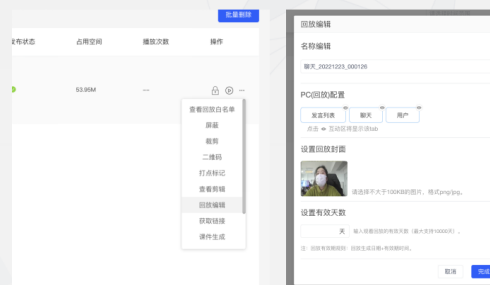 批量删除
发布状态 占用空间 播放次数 操作
53.95M --- ---
查看回放白名单
屏蔽
裁剪
二维码
打点标记
查看剪辑
回放编辑
获取链接
课件生成
回放编辑
名称编辑
聊天_20221223_000126
PC(回放)配置
发言列表 聊天 用户
点击 互动区将显示该tab
设置回放封面
请选择不大于100KB的图片，格式png/jpg。
设置有效天数
天 输入想看回放的有效天数（最大支持10000天）。
注 回放有效期规则：回放生成日期+有效期时间。
取消 完成